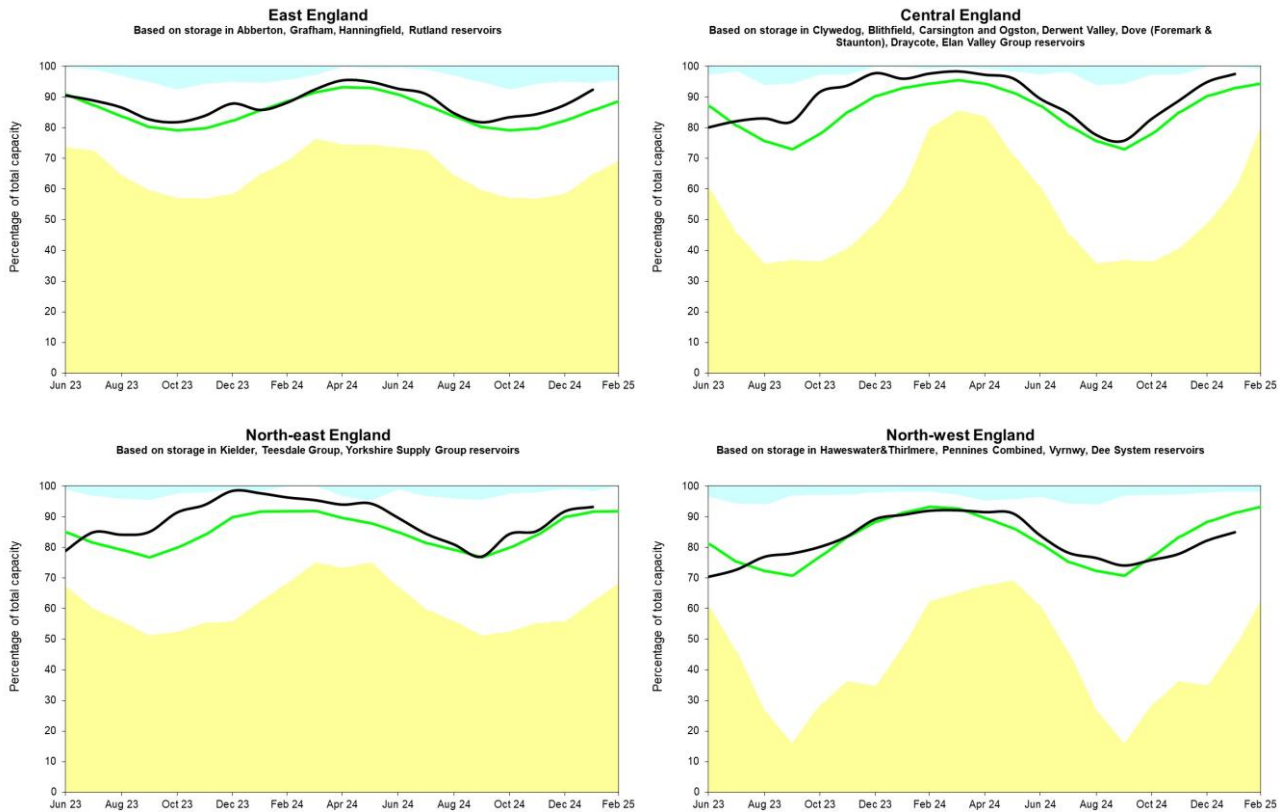 East England
Based on storage in Abberton, Grafham, Hanningfield, Rutland reservoirs
Percentage of total capacity
100
90
80
70
60
50
40
30
20
10
0
Jun 23 Aug 23 Oct 23 Dec 23 Feb 24 Apr 24 Jun 24 Aug 24 Oct 24 Dec 24 Feb 25
Central England
Based on storage in Clywedog, Blithfield, Carsington and Ogston, Derwent Valley, Dove (Foremark &
Staunton), Draycote, Elan Valley Group reservoirs
Percentage of total capacity
100
90
80
70
60
50
40
30
20
10
0
Jun 23 Aug 23 Oct 23 Dec 23 Feb 24 Apr 24 Jun 24 Aug 24 Oct 24 Dec 24 Feb 25
North-east England
Based on storage in Kielder, Teesdale Group, Yorkshire Supply Group reservoirs
Percentage of total capacity
100
90
80
70
60
50
40
30
20
10
0
Jun 23 Aug 23 Oct 23 Dec 23 Feb 24 Apr 24 Jun 24 Aug 24 Oct 24 Dec 24 Feb 25
North-west England
Based on storage in Haweswater&Thirlmere, Pennines Combined, Vyrnwy, Dee System reservoirs
Percentage of total capacity
100
90
80
70
60
50
40
30
20
10
0
Jun 23 Aug 23 Oct 23 Dec 23 Feb 24 Apr 24 Jun 24 Aug 24 Oct 24 Dec 24 Feb 25